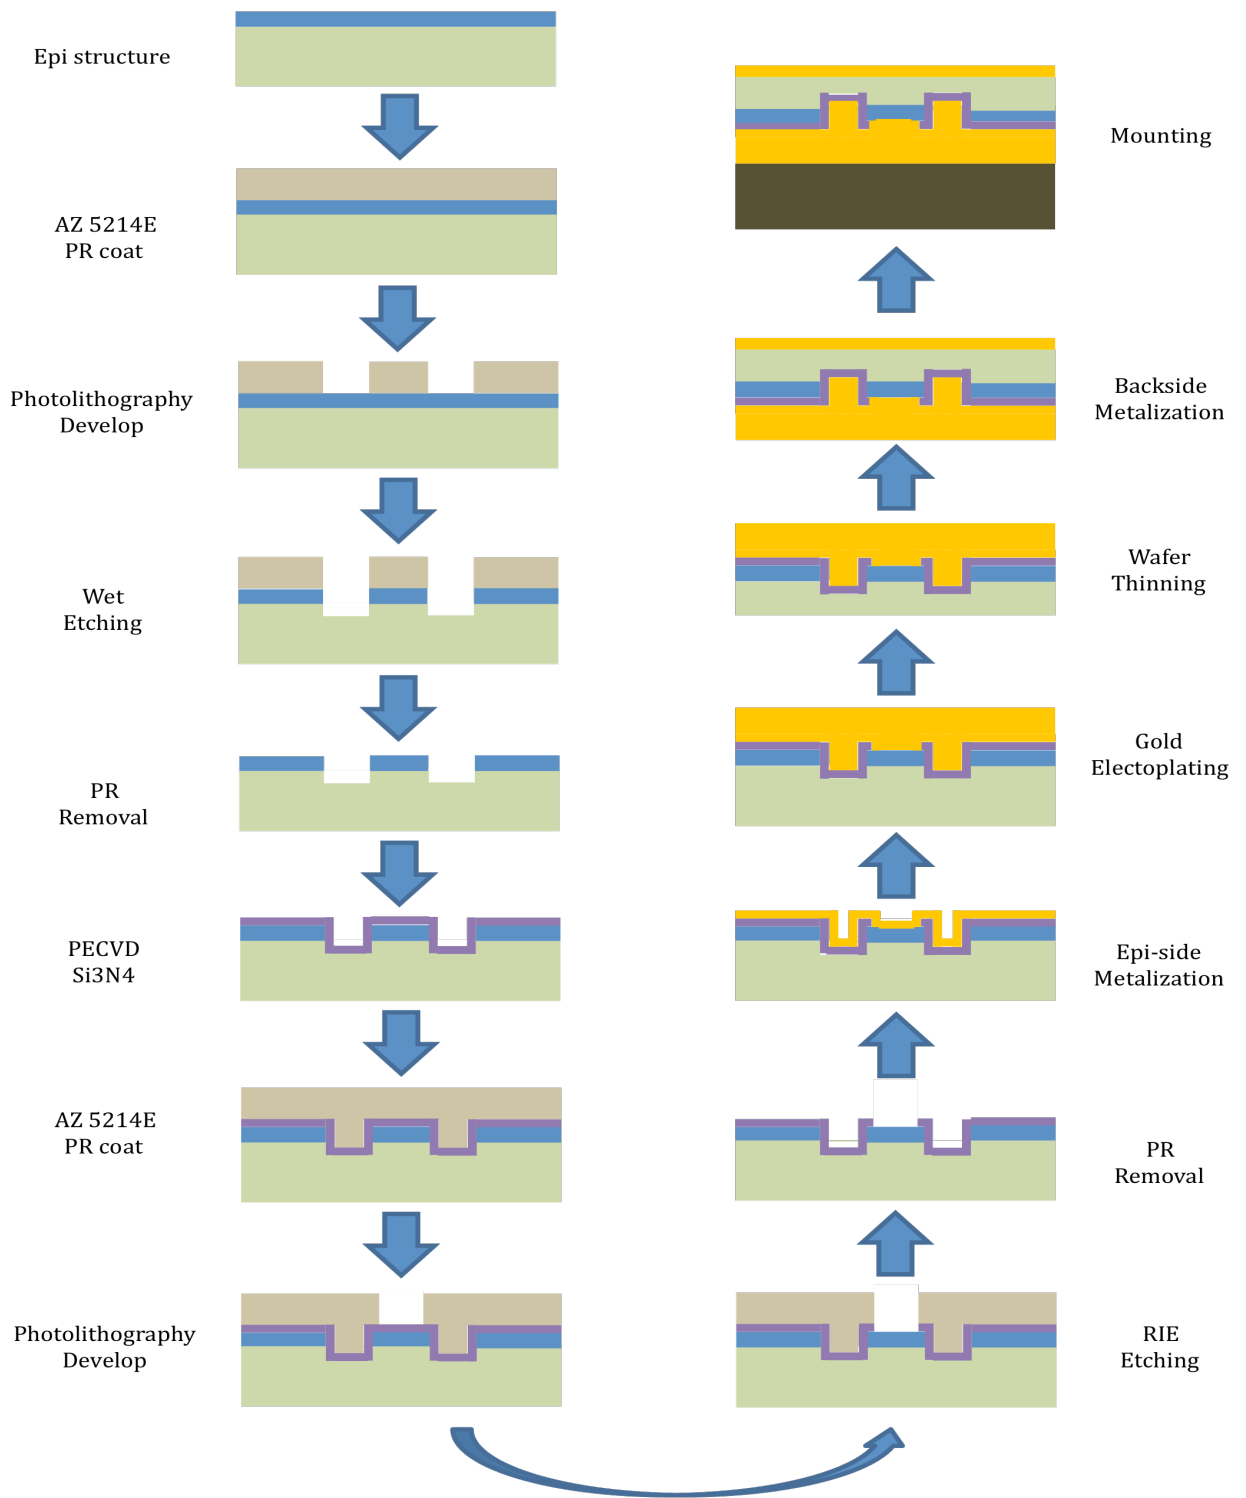 Epi structure
AZ 5214E
PR coat
Photolithography
Develop
Wet
Etching
PR
Removal
PECVD
Si3N4
AZ 5214E
PR coat
Photolithography
Develop
RIE
Etching
PR
Removal
Epi-side
Metalization
Gold
Electoplating
Wafer
Thinning
Backside
Metalization
Mounting